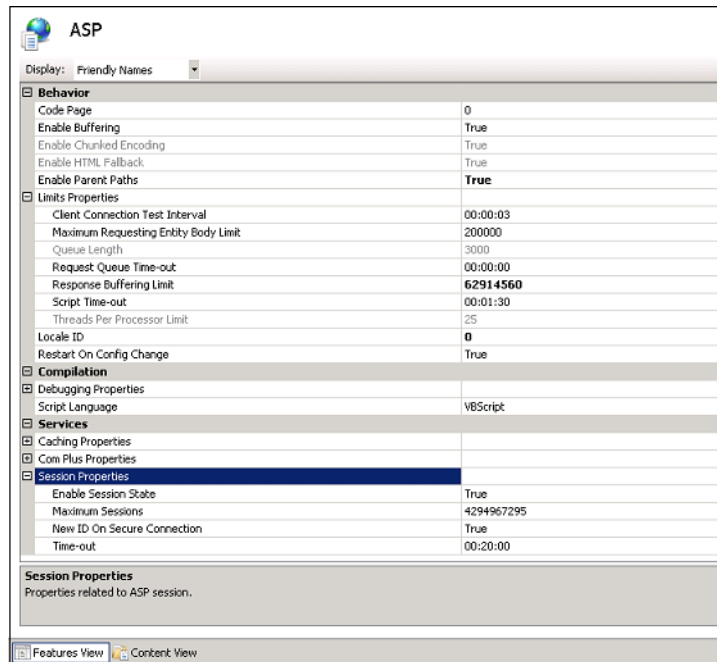 ASP
Display: Friendly Names
Behavior
Code Page 0
Enable Buffering True
Enable Chunked Encoding True
Enable HTML Fallback True
Enable Parent Paths True
Limits Properties
Client Connection Test Interval 00:00:03
Maximum Requesting Entity Body Limit 200000
Queue Length 3000
Request Queue Time-out 00:00:00
Response Buffering Limit 62914560
Script Time-out 00:01:30
Threads Per Processor Limit 25
Locale ID 0
Restart On Config Change True
Compilation
Debugging Properties
Script Language VBScript
Services
Caching Properties
Com Plus Properties
Session Properties
Enable Session State True
Maximum Sessions 4294967295
New ID On Secure Connection True
Time-out 00:20:00
Session Properties
Properties related to ASP session.
Features View Content View